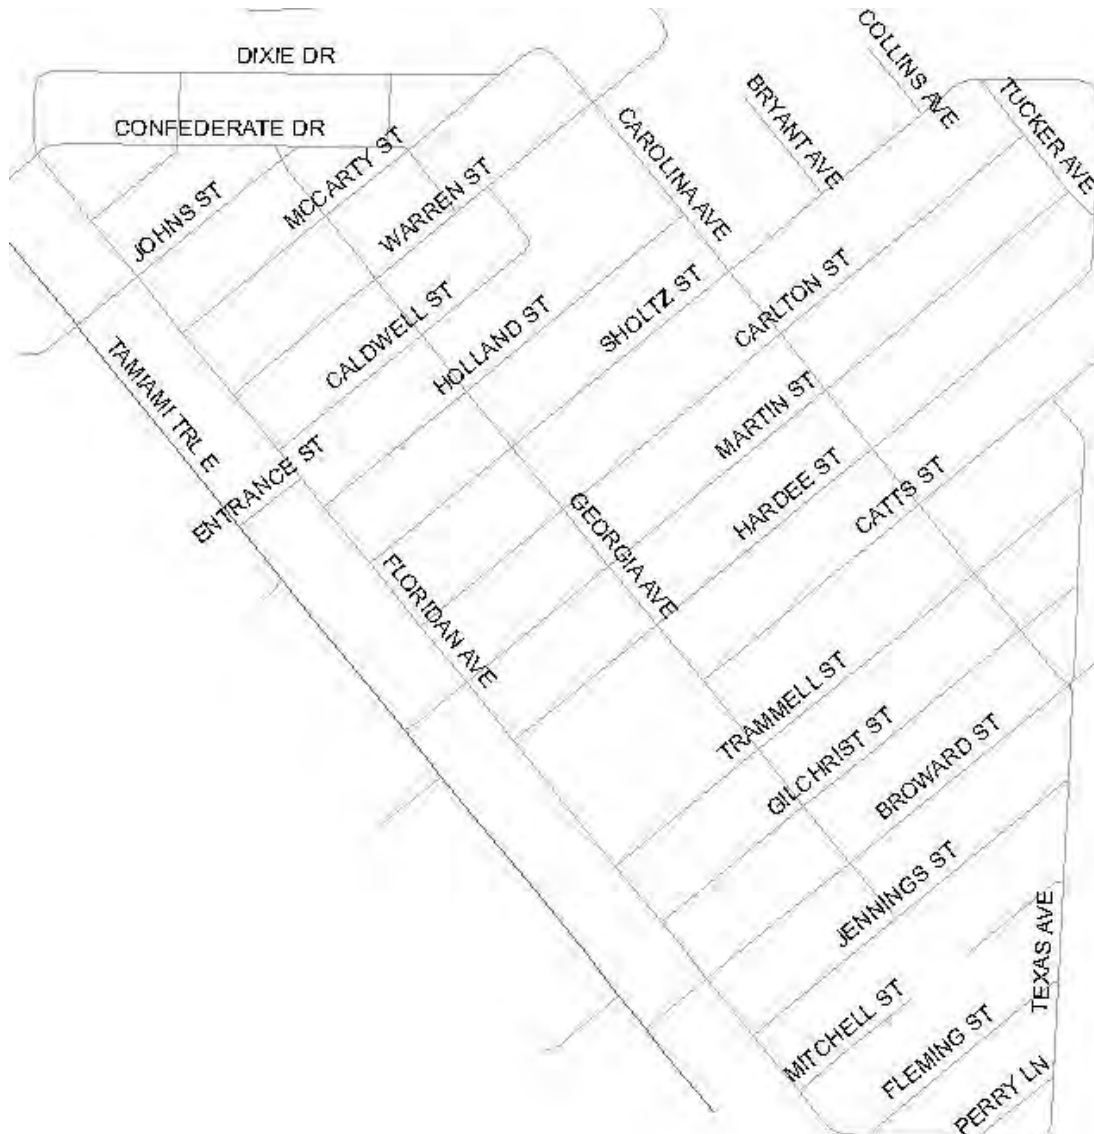 DIXIE DR
COLLINS AVE
TUCKER AVE
BRYANT AVE
CONFEDERATE DR
CAROLINA AVE
MCCARTY ST
JOHNS ST
WARREN ST
CARLTON ST
SHOLTZ ST
CALDWELL ST
HOLLAND ST
TAMIAMI TRL E
MARTIN ST
ENTRANCE ST
HARDEE ST
CATTS ST
GEORGIA AVE
FLORIDAN AVE
TRAMMELL ST
GILCHRIST ST
BROWARD ST
JENNINGS ST
TEXAS AVE
MITCHELL ST
FLEMING ST
PERRY LN